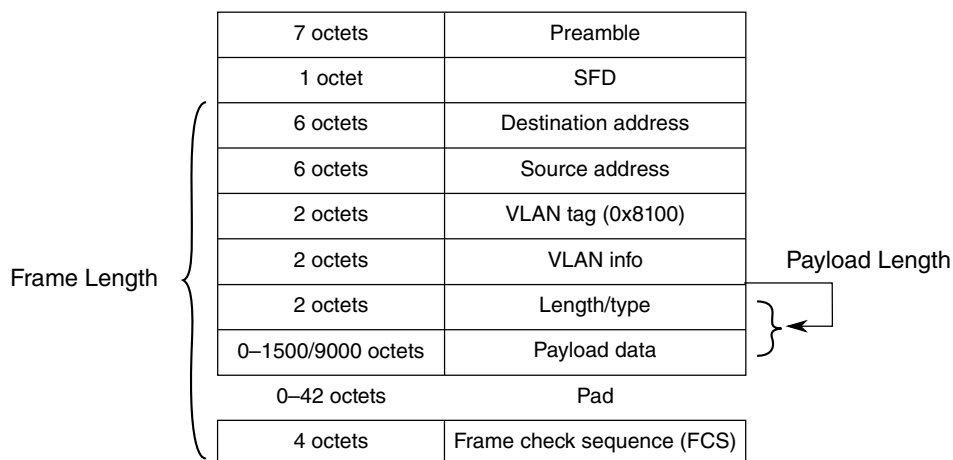 7 octets Preamble
1 octet SFD
6 octets Destination address
6 octets Source address
2 octets VLAN tag (0x8100)
2 octets VLAN info
Frame Length
Payload Length
2 octets Length/type
0–1500/9000 octets Payload data
0–42 octets Pad
4 octets Frame check sequence (FCS)